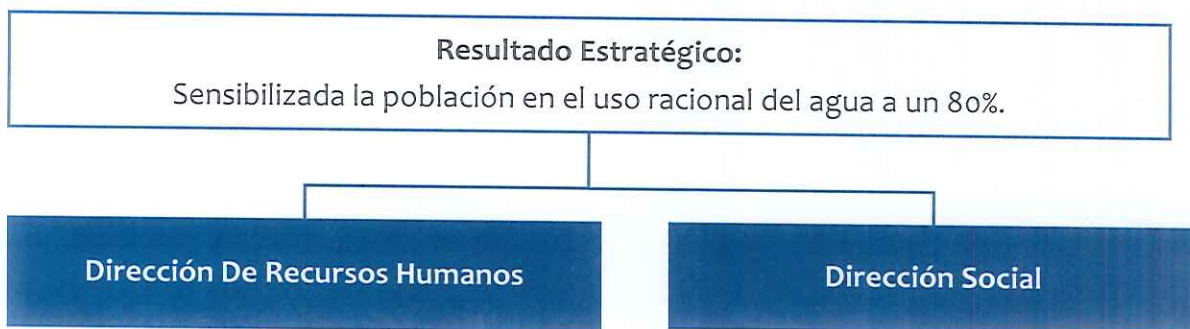 Resultado Estratégico:
Sensibilizada la población en el uso racional del agua a un 80%.
Dirección De Recursos Humanos
Dirección Social